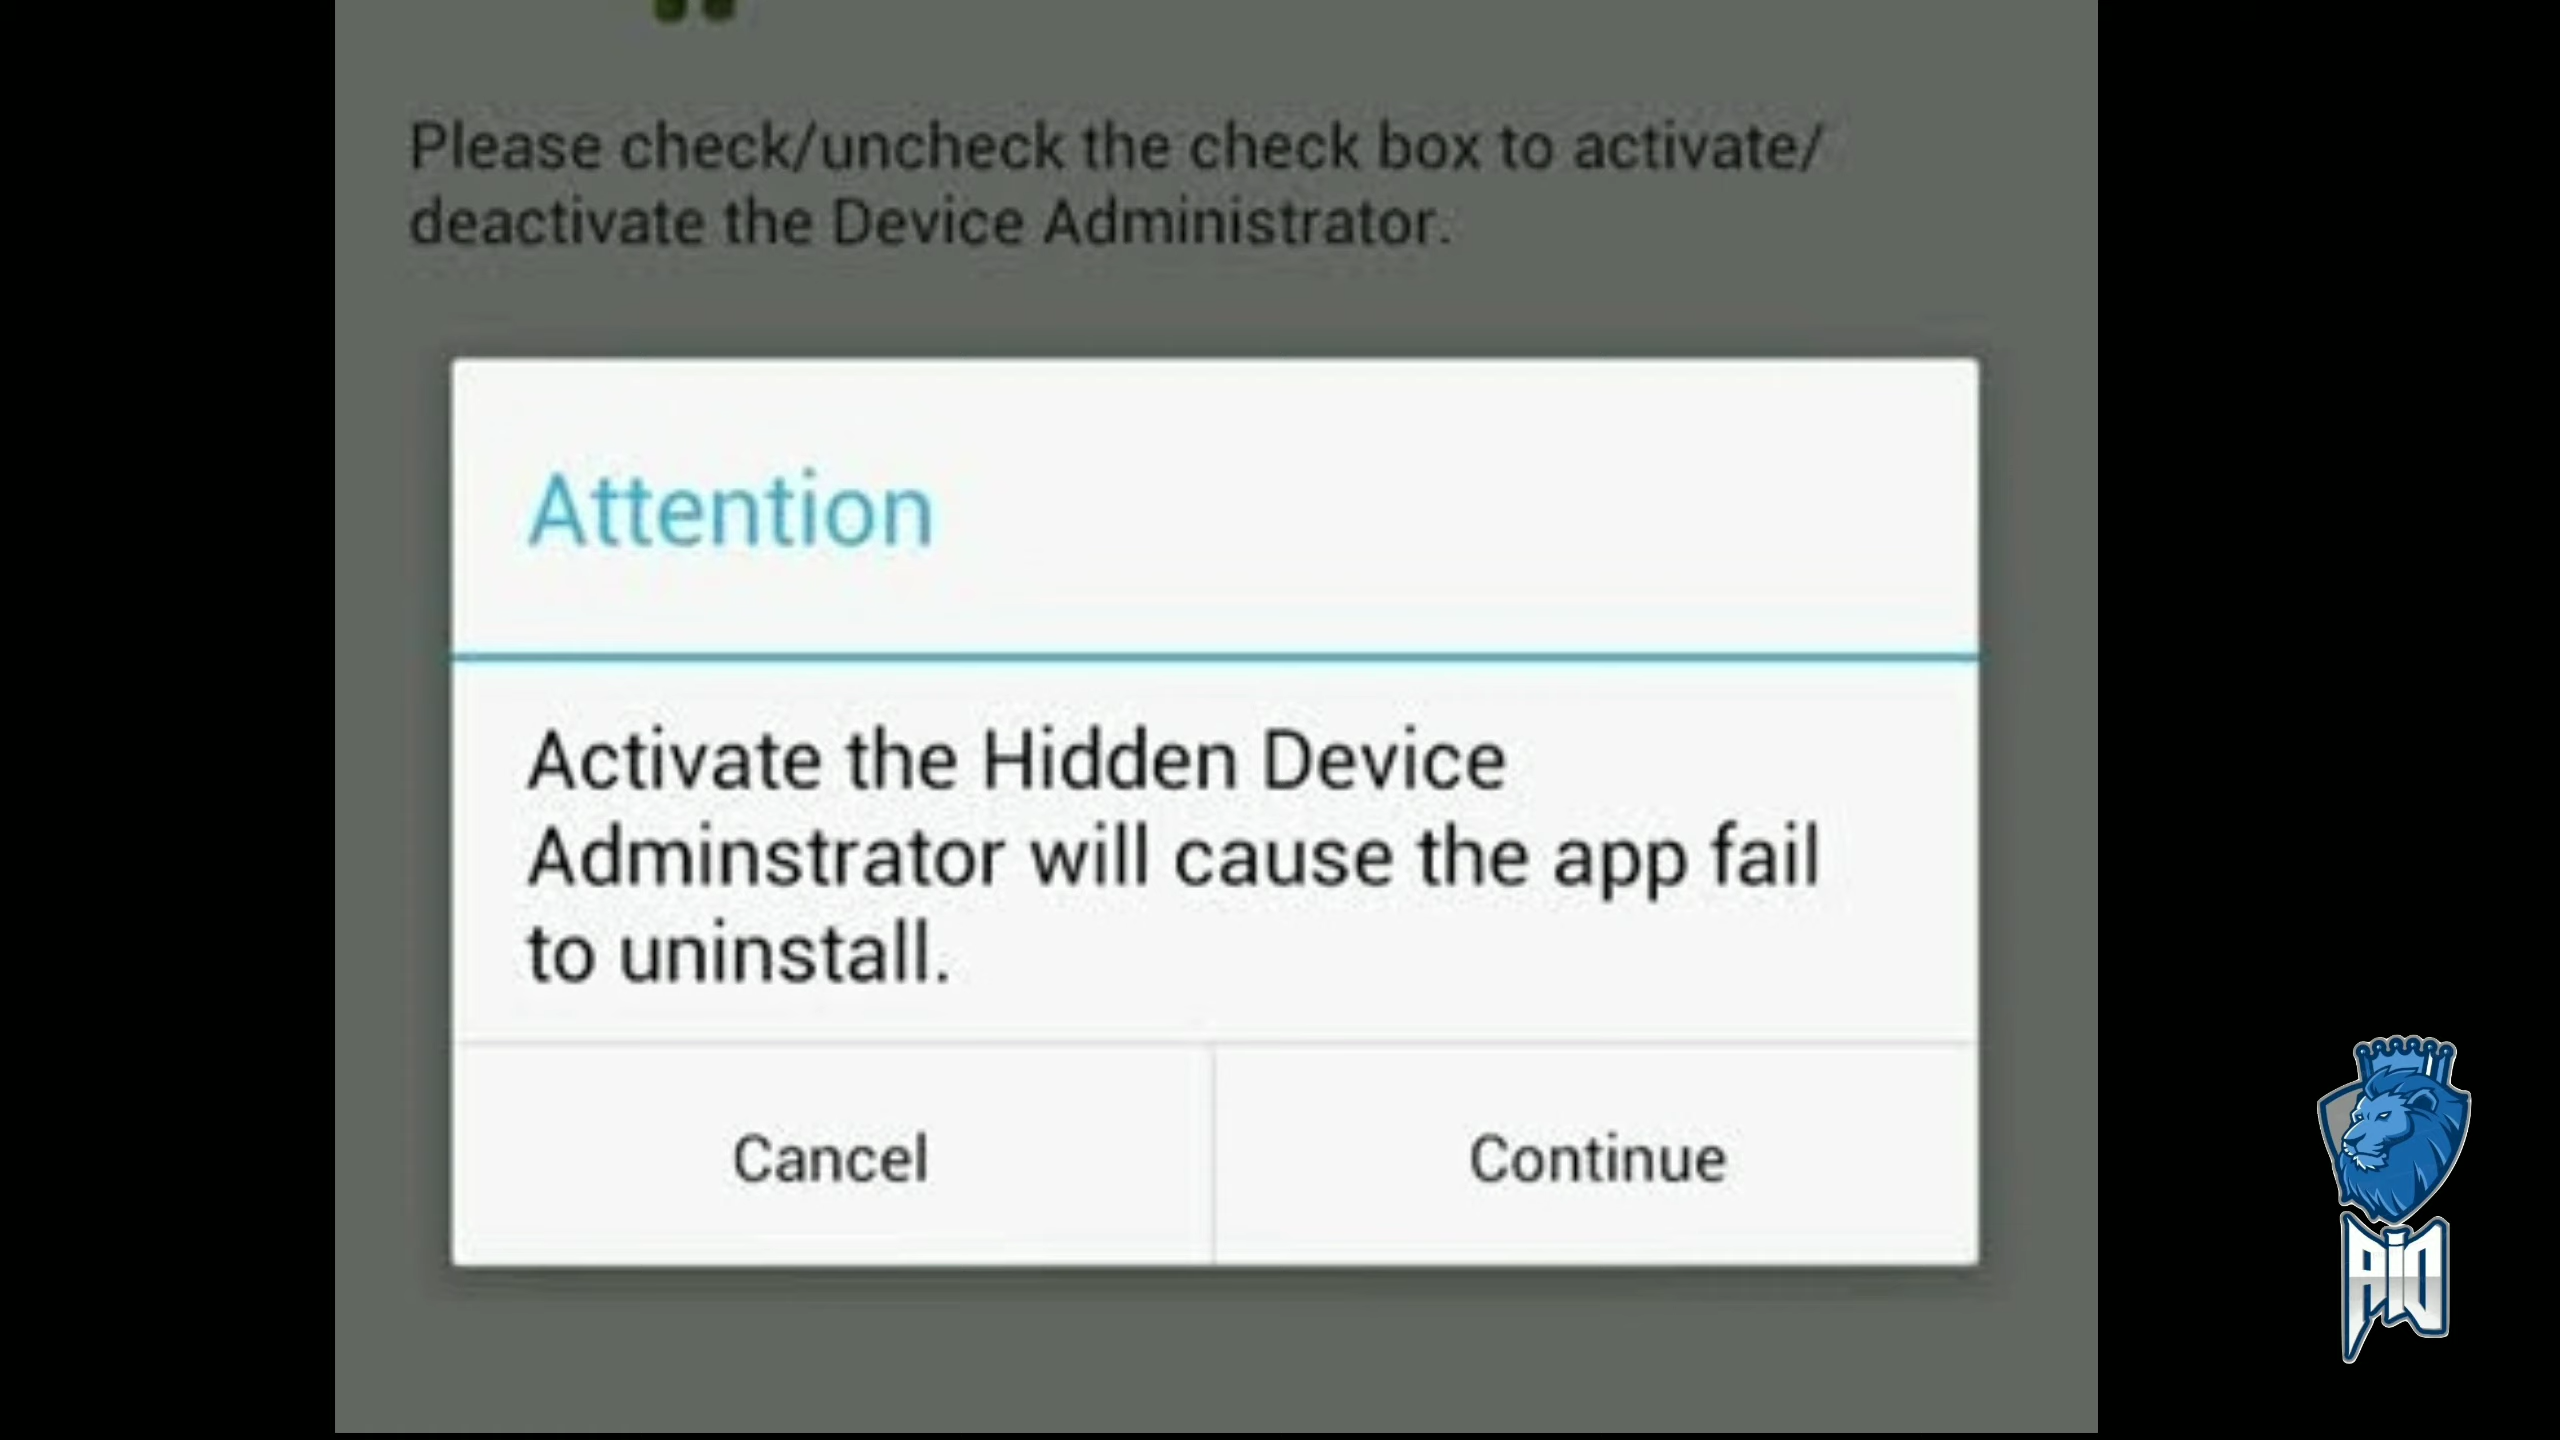 Please check/uncheck the check box to activate/
deactivate the Device Administrator.
Attention
Activate the Hidden Device
Adminstrator will cause the app fail
to uninstall.
Cancel
Continue
AIO